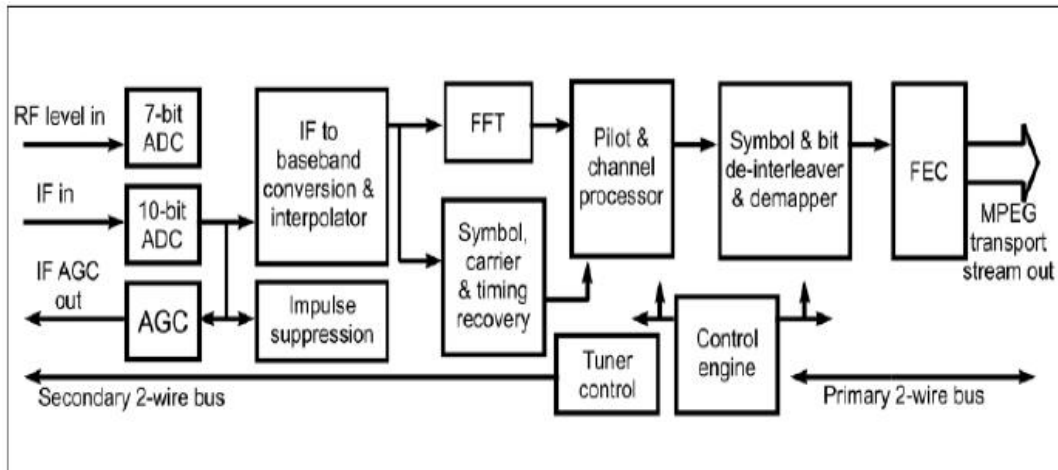 RF level in
7-bit
ADC
IF in
10-bit
ADC
IF AGC
out
AGC
IF to
baseband
conversion &
interpolator
Impulse
suppression
FFT
Symbol,
carrier
& timing
recovery
Pilot &
channel
processor
Symbol & bit
de-interleaver
& demapper
FEC
MPEG
transport
stream out
Tuner
control
Control
engine
Secondary 2-wire bus
Primary 2-wire bus